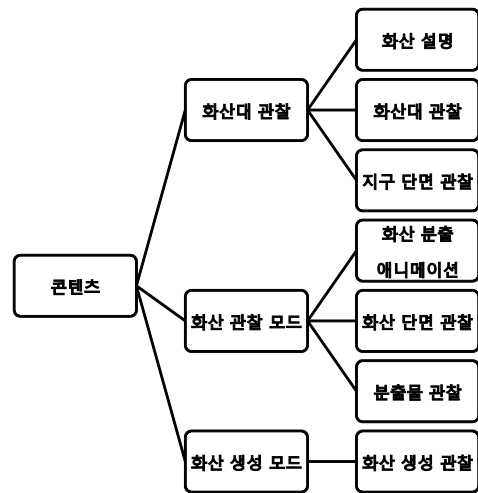 콘텐츠
화산대 관찰
화산 설명
화산대 관찰
지구 단면 관찰
화산 관찰 모드
화산 분출
애니메이션
화산 단면 관찰
분출물 관찰
화산 생성 모드
화산 생성 관찰